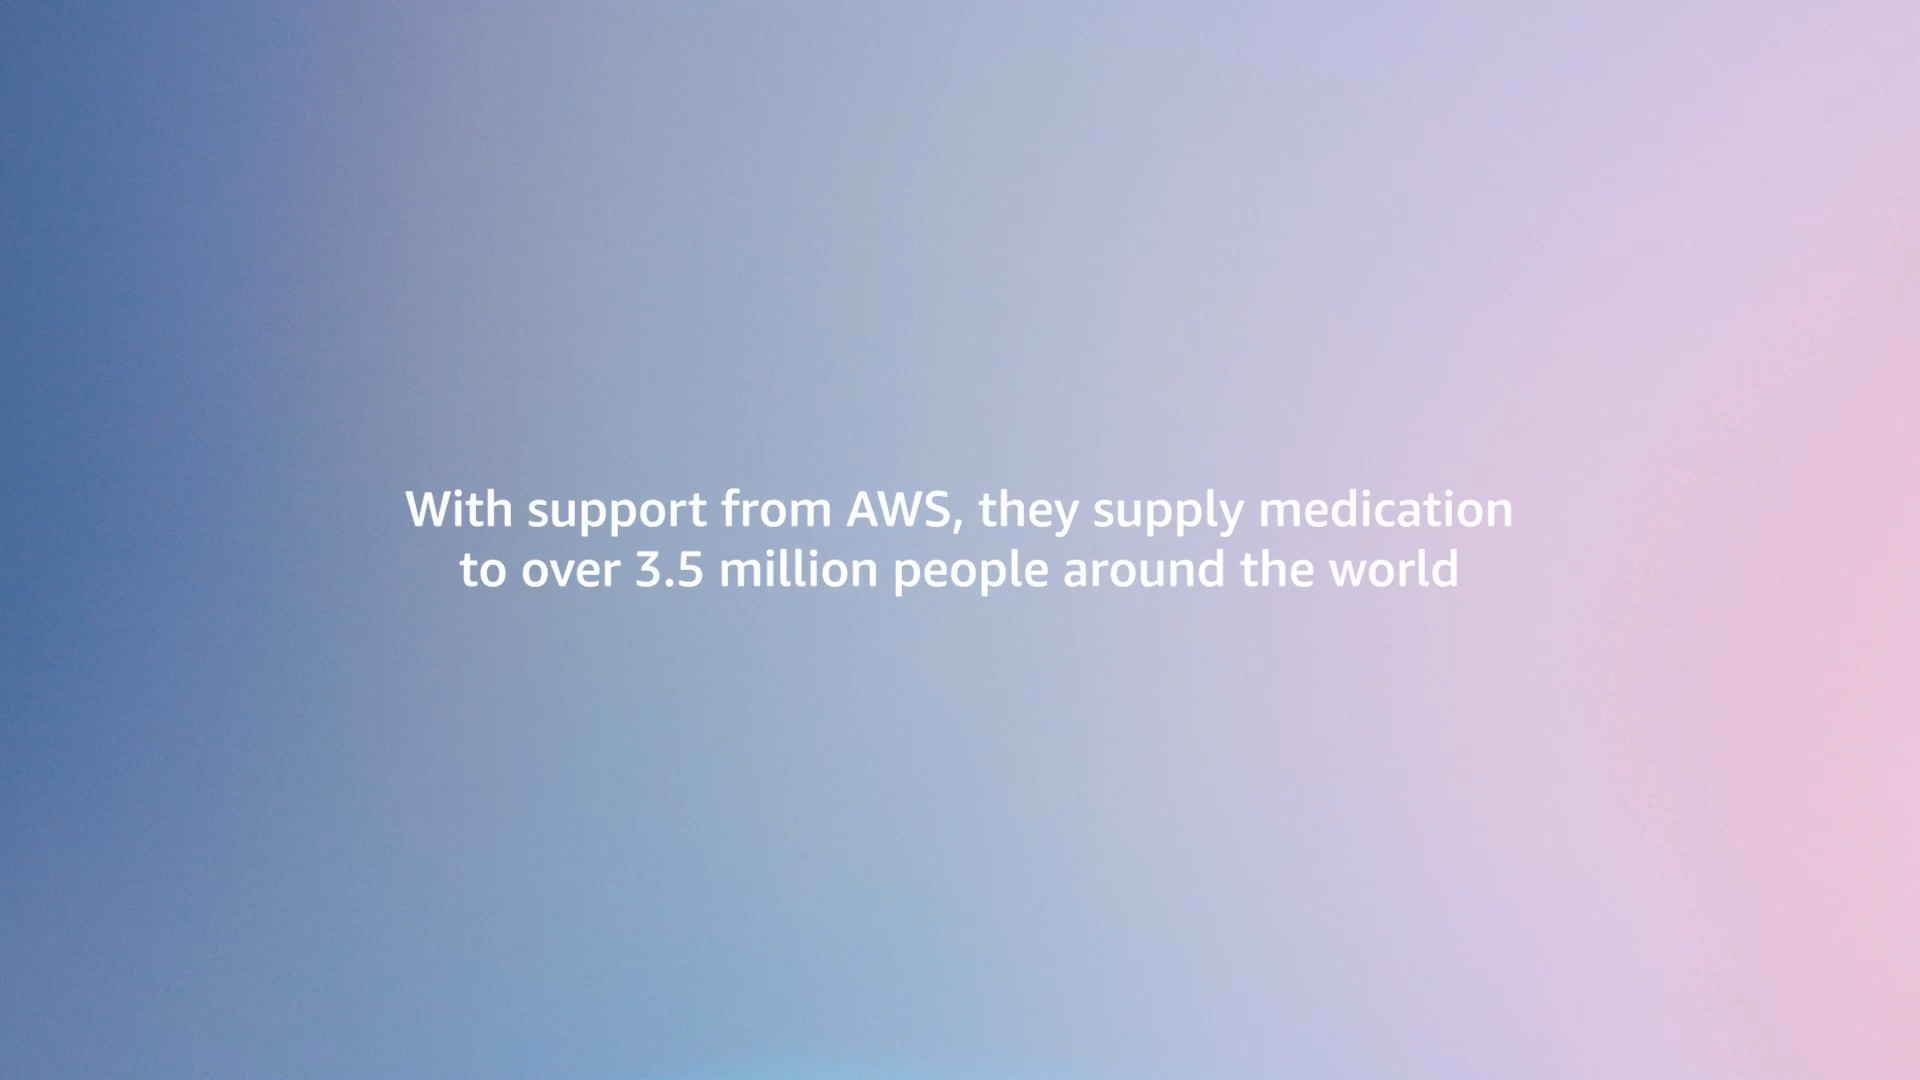 With support from AWS, they supply medication
to over 3.5 million people around the world